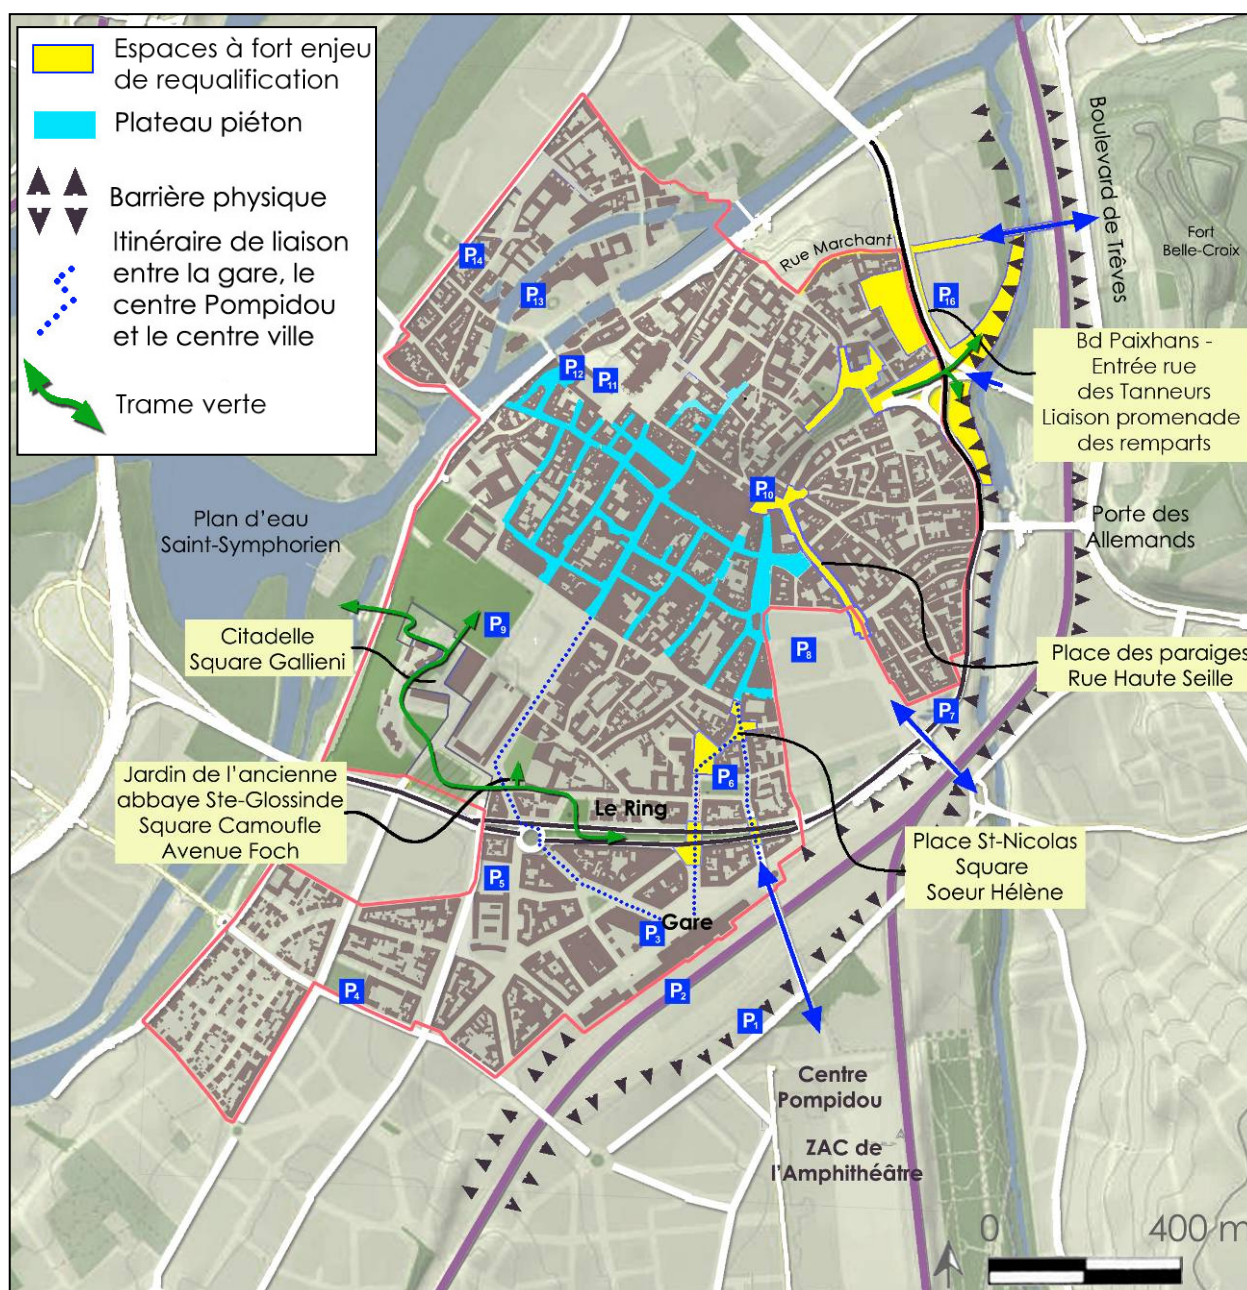 Espaces à fort enjeu
de requalification
Plateau piéton
Barrière physique
Itinéraire de liaison
entre la gare, le
centre Pompidou
et le centre ville
Trame verte
Boulevard de Trêves
Fort
Belle-Croix
Rue Marchant
P14
P13
P16
P12
P11
Bd Paixhans -
Entrée rue
des Tanneurs
Liaison promenade
des remparts
P10
Plan d'eau
Saint-Symphorien
Porte des
Allemands
Citadelle
Square Gallieni
P9
P8
Place des paraiges
Rue Haute Seille
P7
Jardin de l'ancienne
abbaye Ste-Glossinde
Square Camoufle
Avenue Foch
P6
Le Ring
Place St-Nicolas
Square
Soeur Hélène
P5
Gare
P3
P4
P2
P1
Centre
Pompidou
ZAC de
l'Amphithéâtre
0 400 m